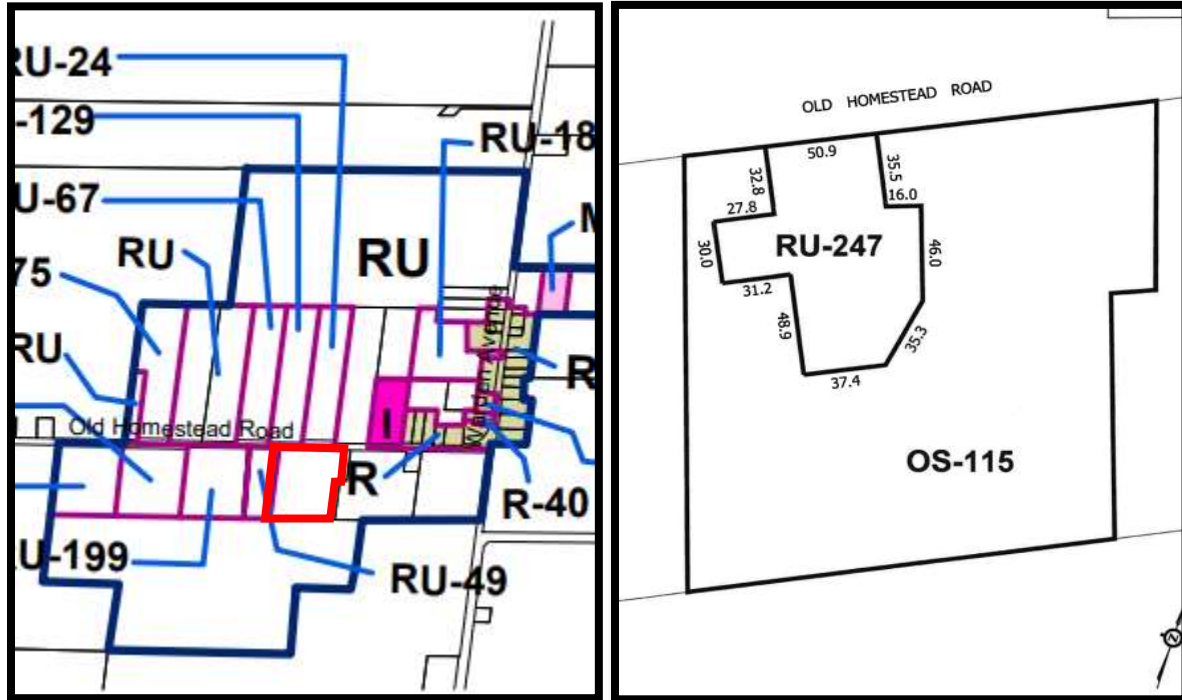 RU-24
-129
RU-18
U-67
RU
RU
75
M
RU
R
Warden Avenue
I
Old Homestead Road
R
R-40
U-199
RU-49
OLD HOMESTEAD ROAD
50.9
32.8
35.5
16.0
27.8
RU-247
30.0
46.0
31.2
48.9
35.3
37.4
OS-115
N